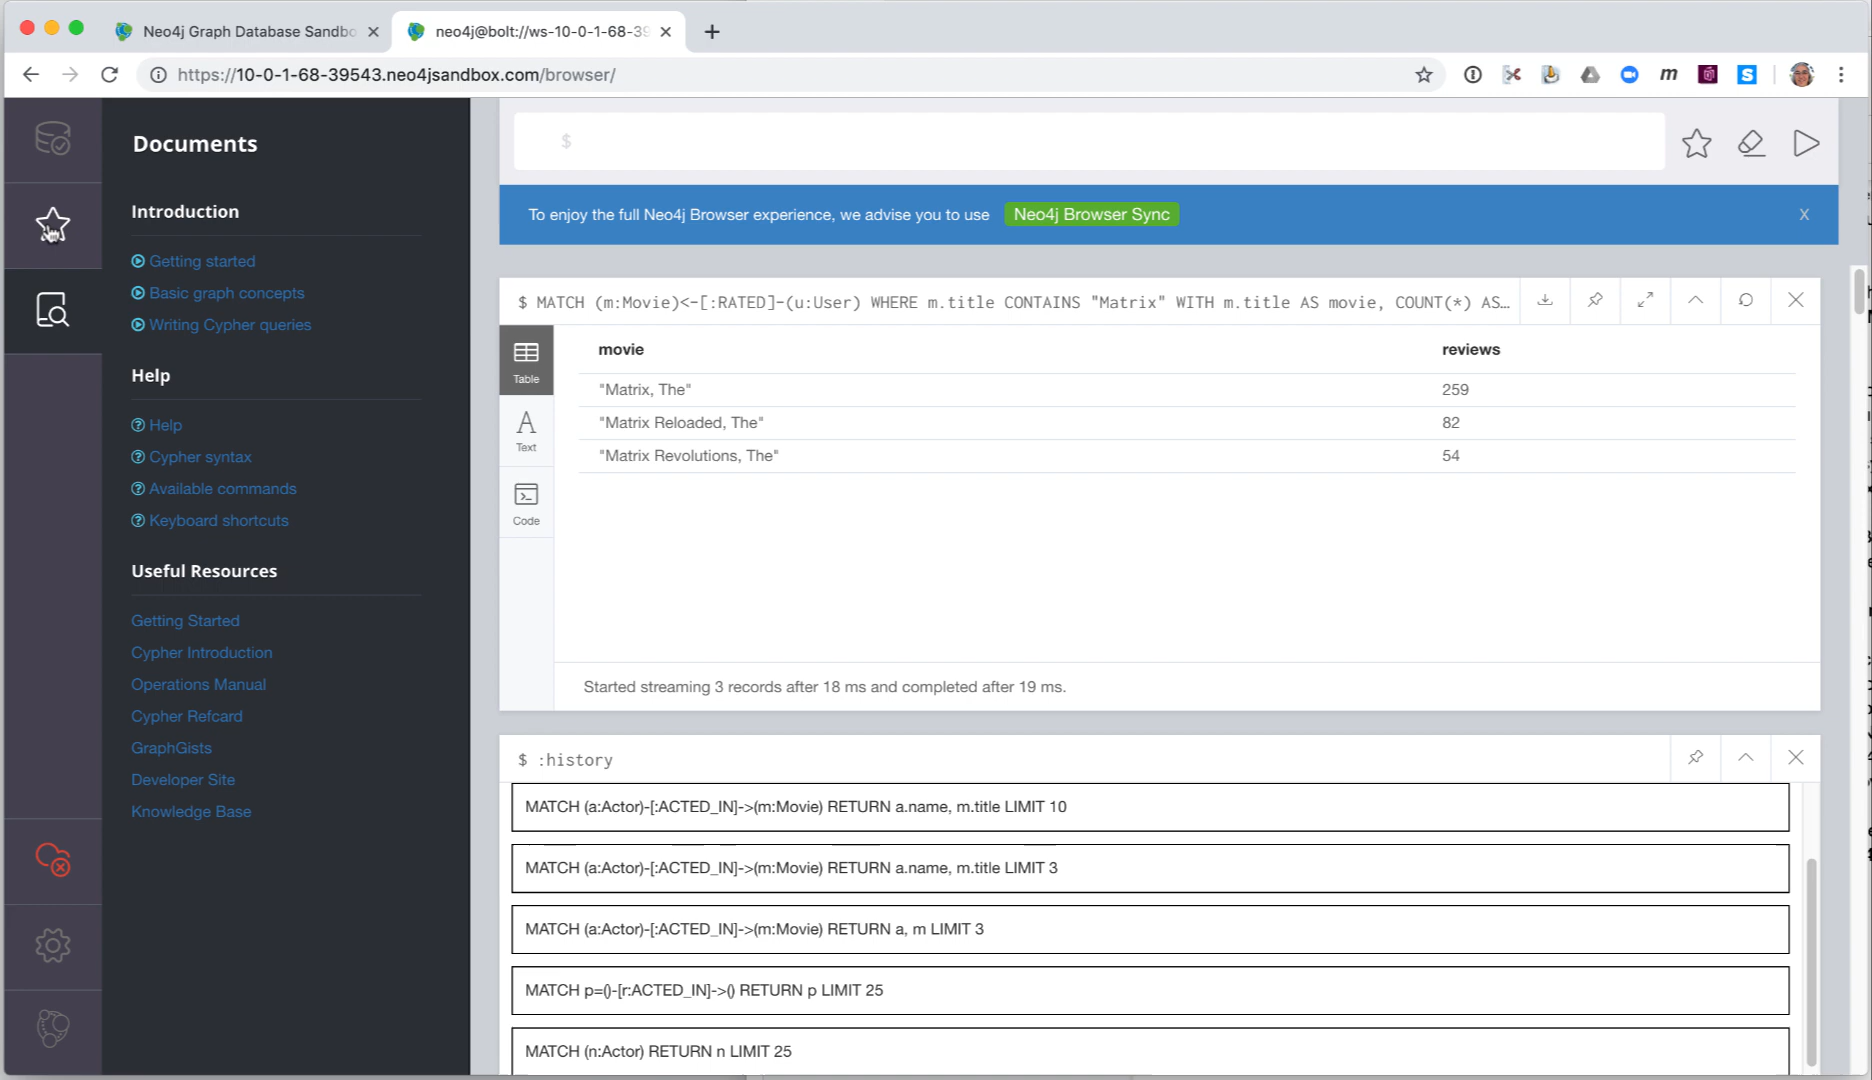 Neo4j Graph Database Sandbo
neo4j@bolt://ws-10-0-1-68-39
https://10-0-1-68-39543.neo4jsandbox.com/browser/
Documents
Introduction
Getting started
Basic graph concepts
Writing Cypher queries
Help
Help
Cypher syntax
Available commands
Keyboard shortcuts
Useful Resources
Getting Started
Cypher Introduction
Operations Manual
Cypher Refcard
GraphGists
Developer Site
Knowledge Base
$
To enjoy the full Neo4j Browser experience, we advise you to use Neo4j Browser Sync X
$ MATCH (m:Movie)<-[:RATED]-(u:User) WHERE m.title CONTAINS "Matrix" WITH m.title AS movie, COUNT(*) AS…
Table
Text
Code
movie reviews
"Matrix, The" 259
"Matrix Reloaded, The" 82
"Matrix Revolutions, The" 54
Started streaming 3 records after 18 ms and completed after 19 ms.
$ :history
MATCH (a:Actor)-[:ACTED_IN]->(m:Movie) RETURN a.name, m.title LIMIT 10
MATCH (a:Actor)-[:ACTED_IN]->(m:Movie) RETURN a.name, m.title LIMIT 3
MATCH (a:Actor)-[:ACTED_IN]->(m:Movie) RETURN a, m LIMIT 3
MATCH p=()-[r:ACTED_IN]->() RETURN p LIMIT 25
MATCH (n:Actor) RETURN n LIMIT 25